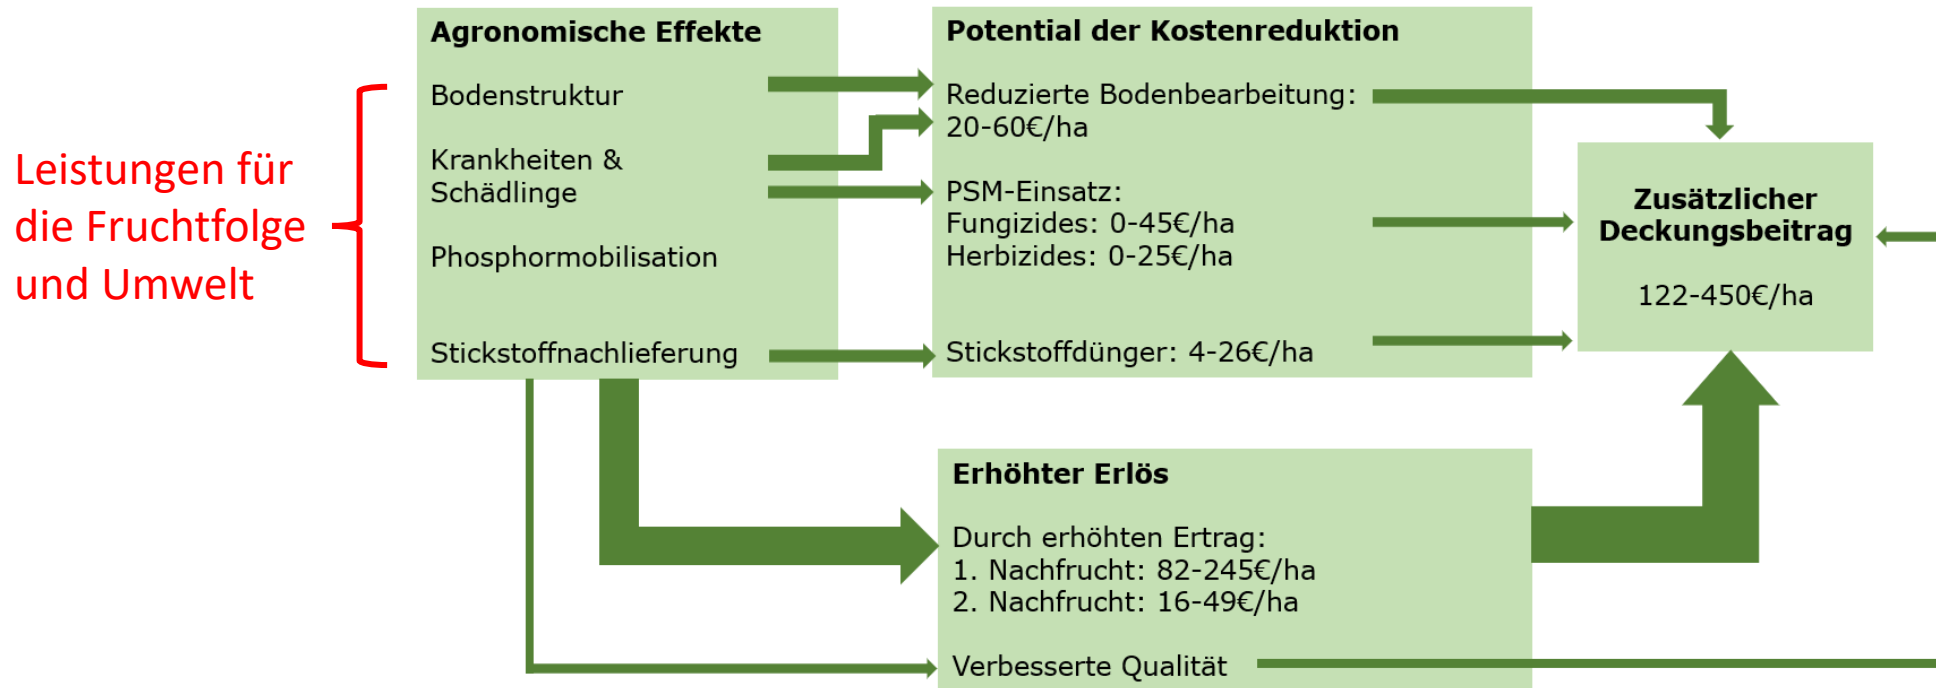 Leistungen für
die Fruchtfolge
und Umwelt
Agronomische Effekte
Bodenstruktur
Krankheiten &
Schädlinge
Phosphormobilisation
Stickstoffnachlieferung
Potential der Kostenreduktion
Reduzierte Bodenbearbeitung:
20-60€/ha
PSM-Einsatz:
Fungizides: 0-45€/ha
Herbizides: 0-25€/ha
Stickstoffdünger: 4-26€/ha
Zusätzlicher
Deckungsbeitrag
122-450€/ha
Erhöhter Erlös
Durch erhöhten Ertrag:
1. Nachfrucht: 82-245€/ha
2. Nachfrucht: 16-49€/ha
Verbesserte Qualität